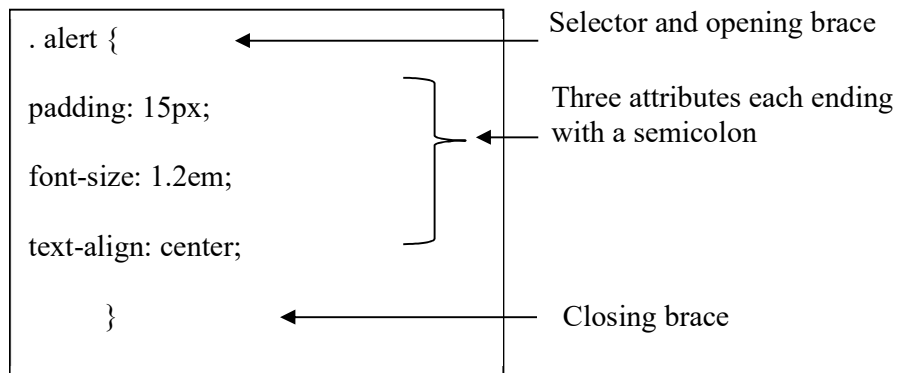 . alert {
Selector and opening brace
padding: 15px;
Three attributes each ending
with a semicolon
font-size: 1.2em;
text-align: center;
}
Closing brace